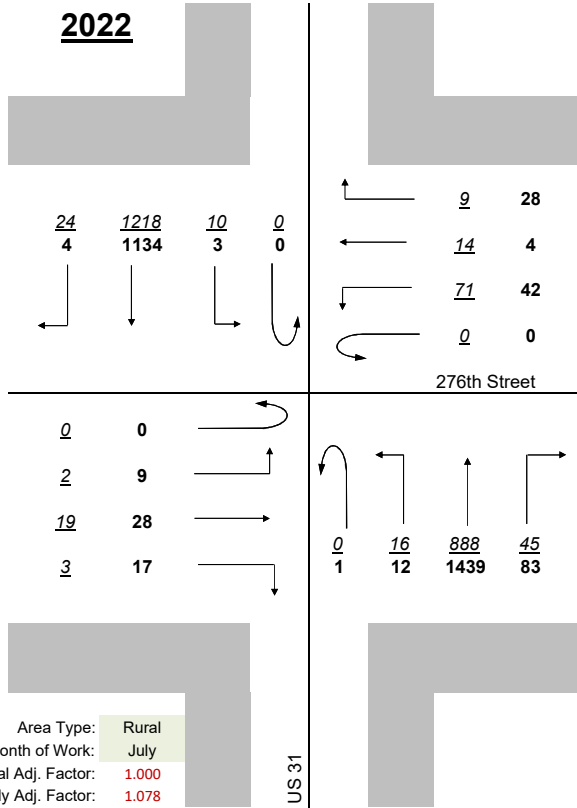 2022
24 1218 10 0
4 1134 3 0
9 28
14 4
71 42
0 0
276th Street
0 0
2 9
19 28
3 17
0 16 888 45
1 12 1439 83
Area Type: Rural
onth of Work: July
al Adj. Factor: 1.000
ly Adj. Factor: 1.078
US 31